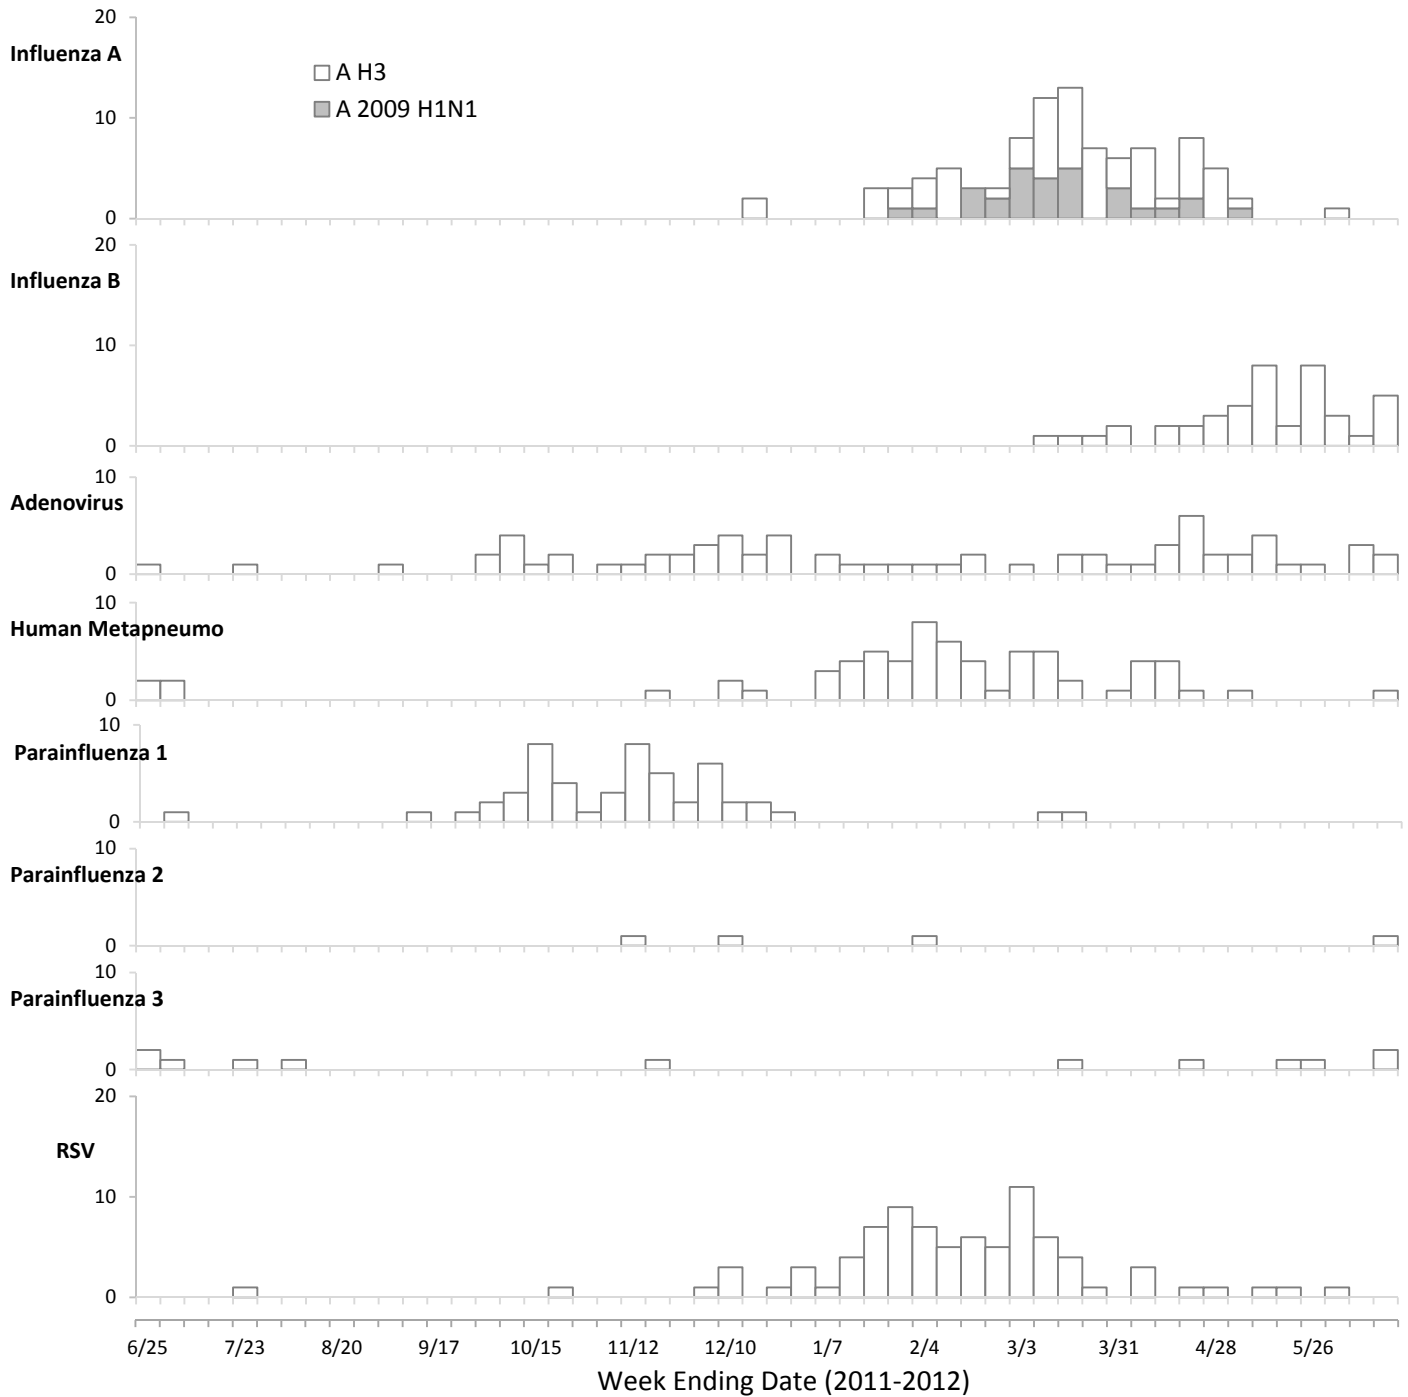 20
Influenza A
A H3
A 2009 H1N1
10
0
20
Influenza B
10
0
10
Adenovirus
0
10
Human Metapneumo
0
10
Parainfluenza 1
0
10
Parainfluenza 2
0
10
Parainfluenza 3
0
20
RSV
10
0
6/25 7/23 8/20 9/17 10/15 11/12 12/10 1/7 2/4 3/3 3/31 4/28 5/26
Week Ending Date (2011-2012)